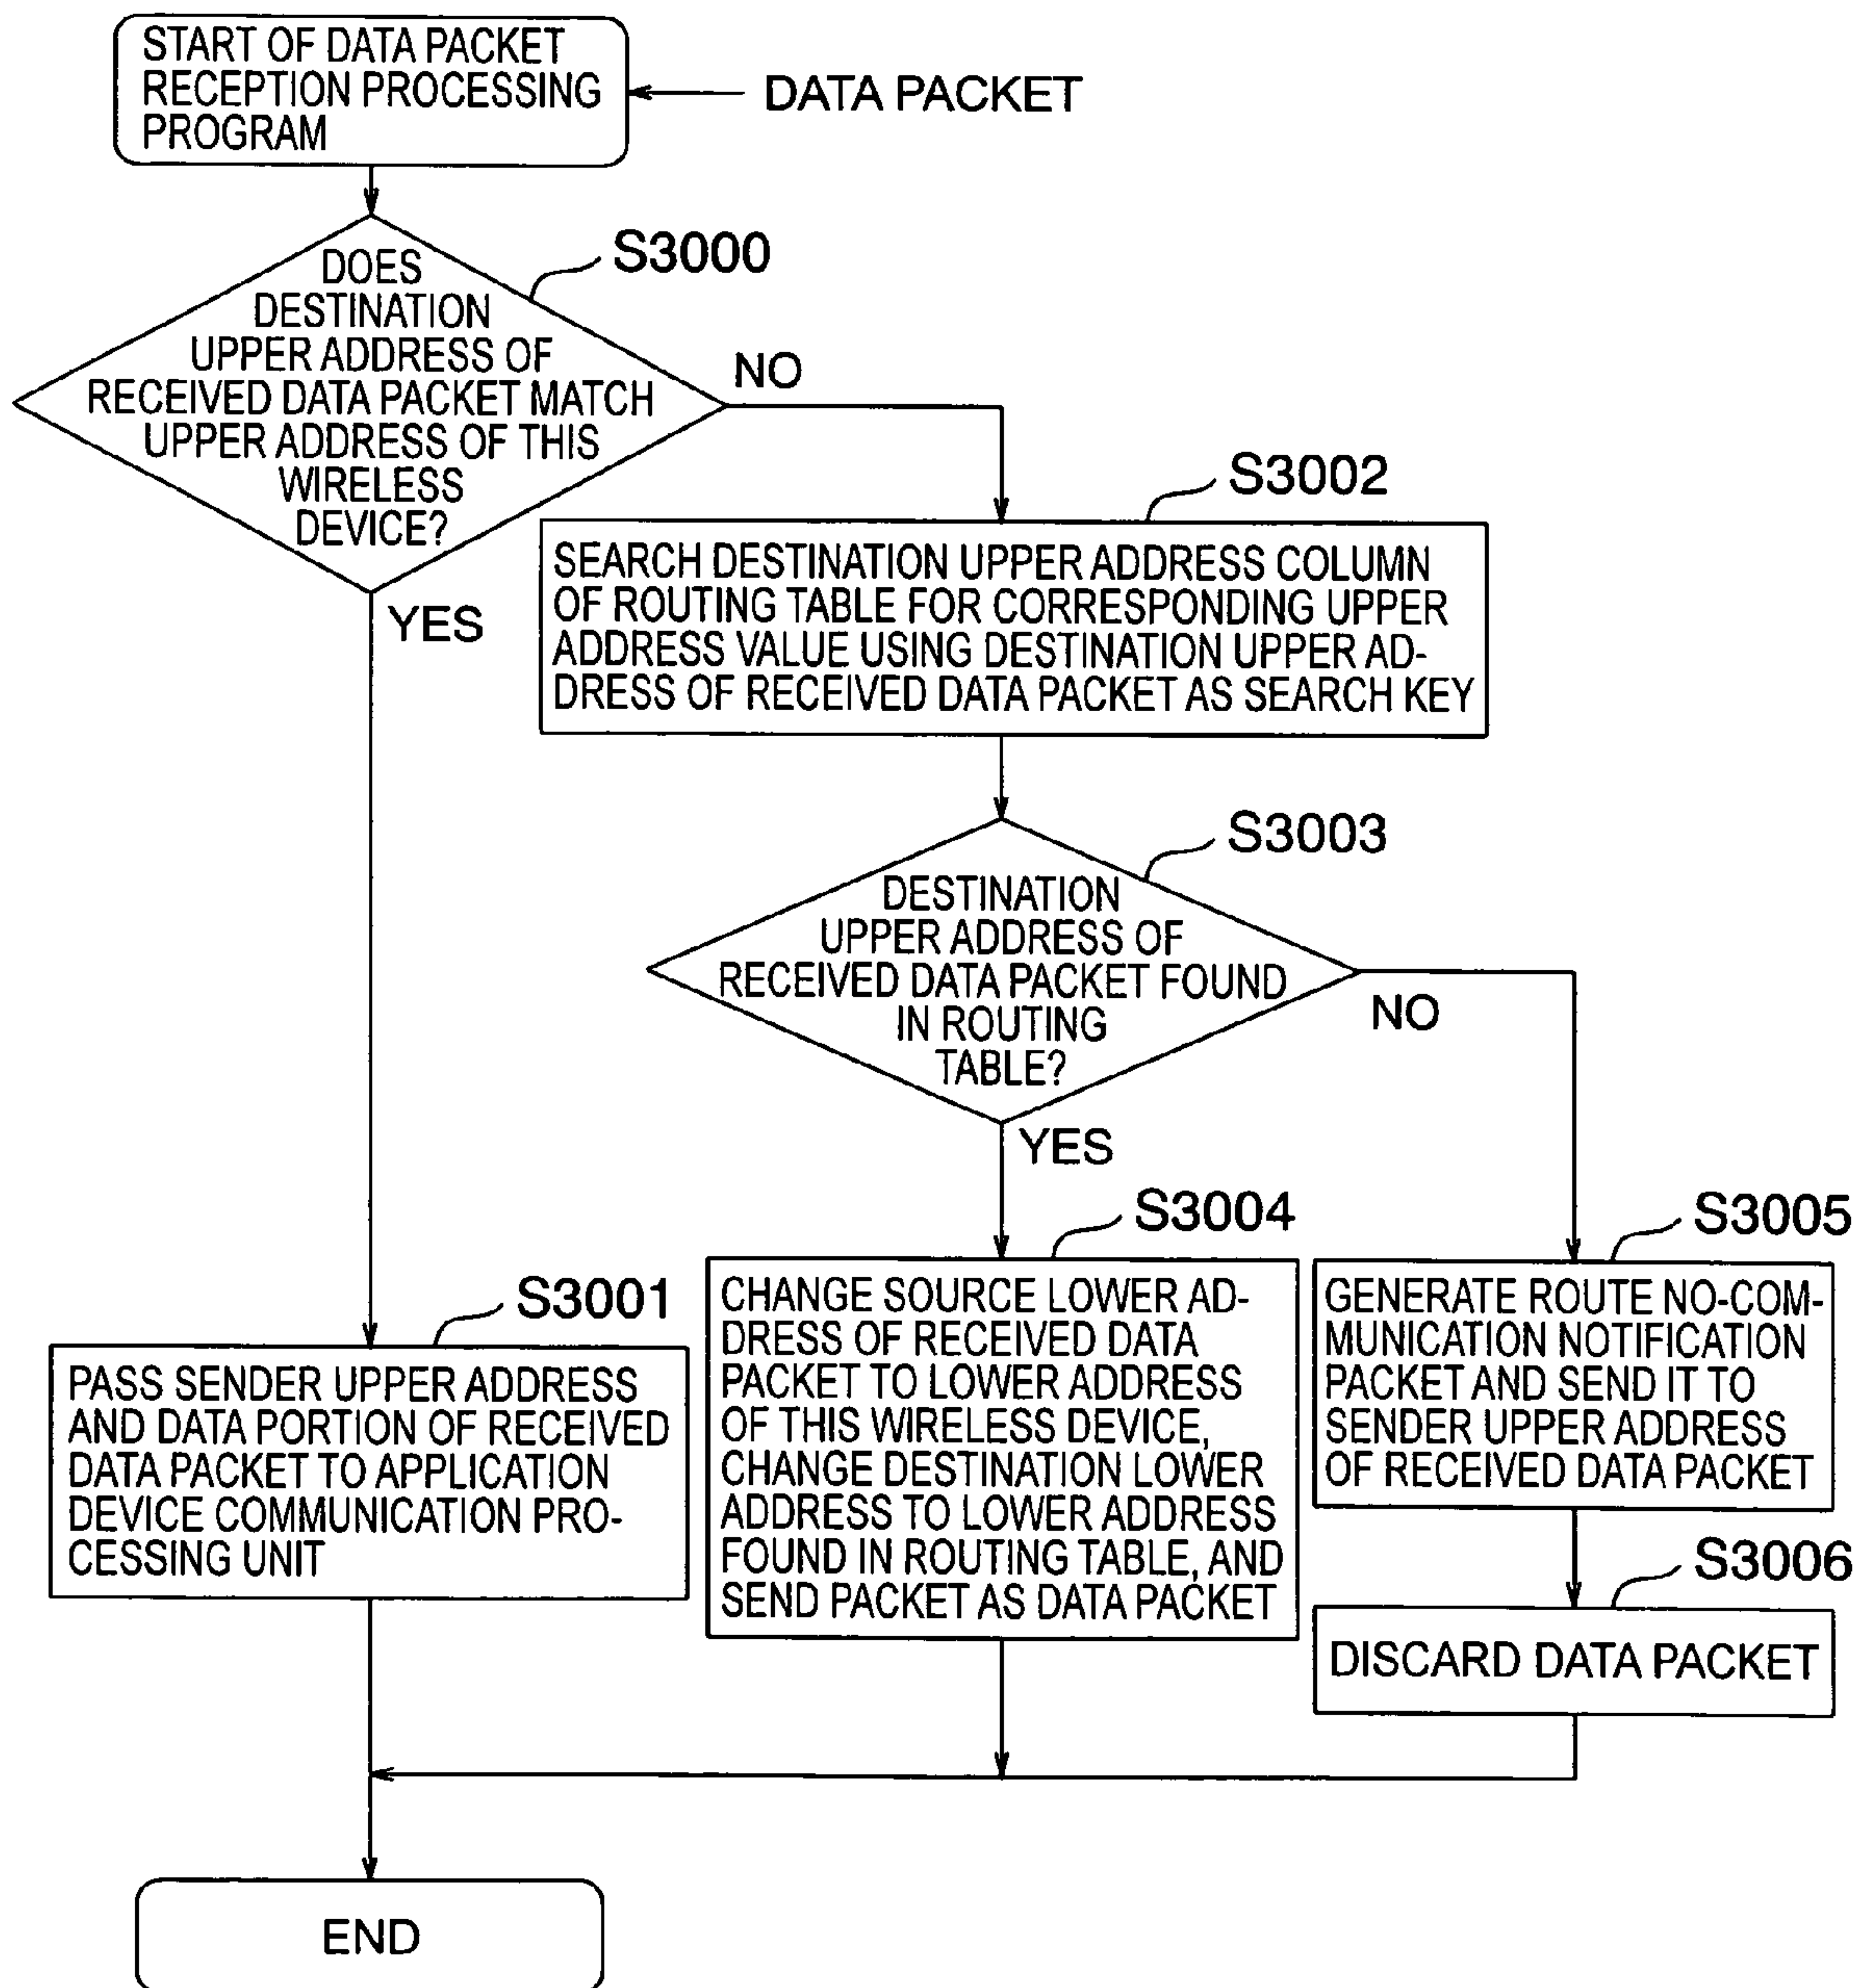 START OF DATA PACKET
RECEPTION PROCESSING
PROGRAM
DATA PACKET
S3000
DOES
DESTINATION
UPPER ADDRESS OF
RECEIVED DATA PACKET MATCH
UPPER ADDRESS OF THIS
WIRELESS
DEVICE?
NO
YES
S3002
SEARCH DESTINATION UPPER ADDRESS COLUMN
OF ROUTING TABLE FOR CORRESPONDING UPPER
ADDRESS VALUE USING DESTINATION UPPER AD-
DRESS OF RECEIVED DATA PACKET AS SEARCH KEY
S3003
DESTINATION
UPPER ADDRESS OF
RECEIVED DATA PACKET FOUND
IN ROUTING
TABLE?
NO
YES
S3001
PASS SENDER UPPER ADDRESS
AND DATA PORTION OF RECEIVED
DATA PACKET TO APPLICATION
DEVICE COMMUNICATION PRO-
CESSING UNIT
S3004
CHANGE SOURCE LOWER AD-
DRESS OF RECEIVED DATA
PACKET TO LOWER ADDRESS
OF THIS WIRELESS DEVICE,
CHANGE DESTINATION LOWER
ADDRESS TO LOWER ADDRESS
FOUND IN ROUTING TABLE, AND
SEND PACKET AS DATA PACKET
S3005
GENERATE ROUTE NO-COM-
MUNICATION NOTIFICATION
PACKET AND SEND IT TO
SENDER UPPER ADDRESS
OF RECEIVED DATA PACKET
S3006
DISCARD DATA PACKET
END